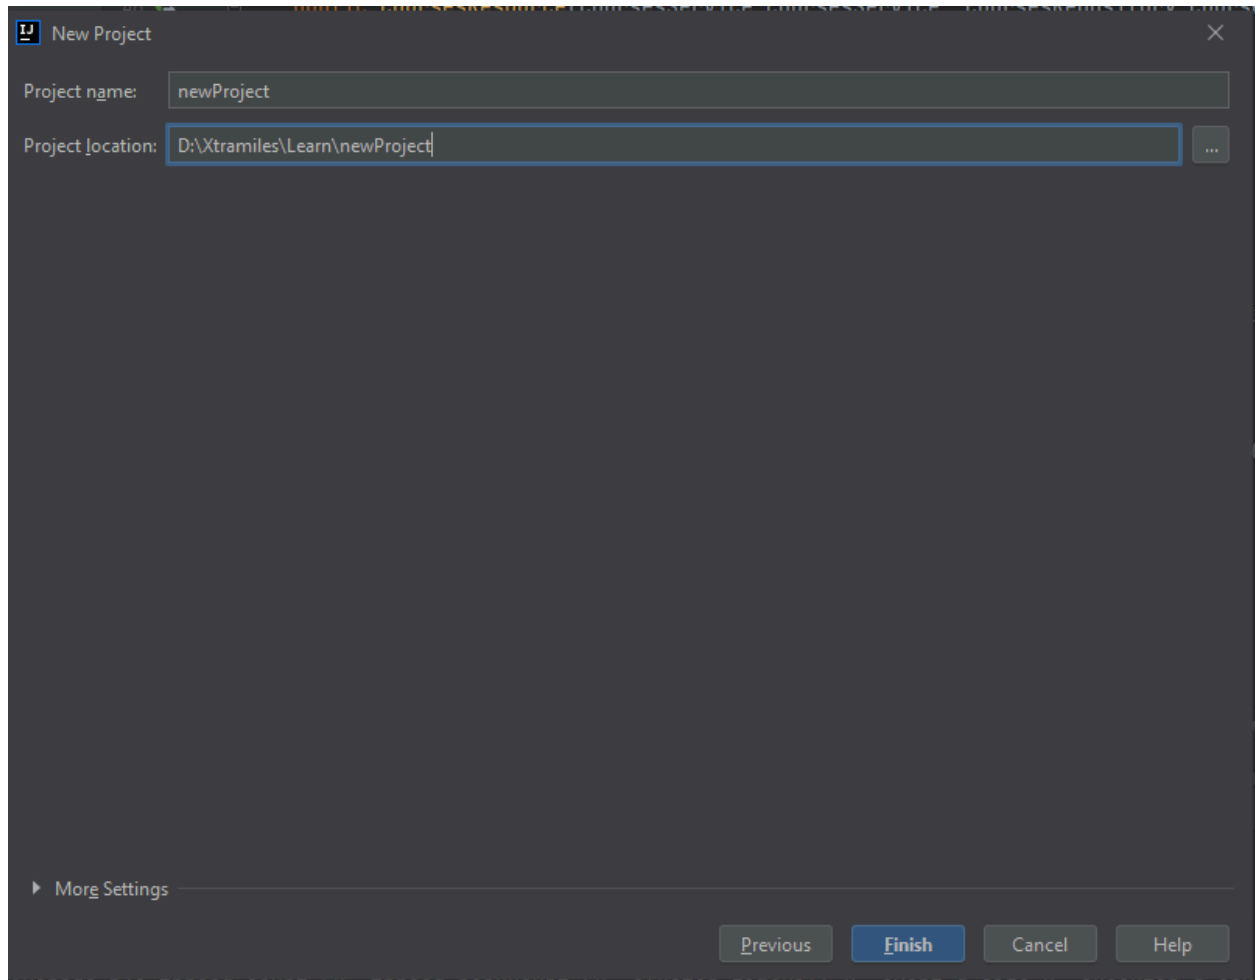 New Project
Project name: newProject
Project location: D:\Xtramiles\Learn\newProject ...
More Settings
Previous Finish Cancel Help